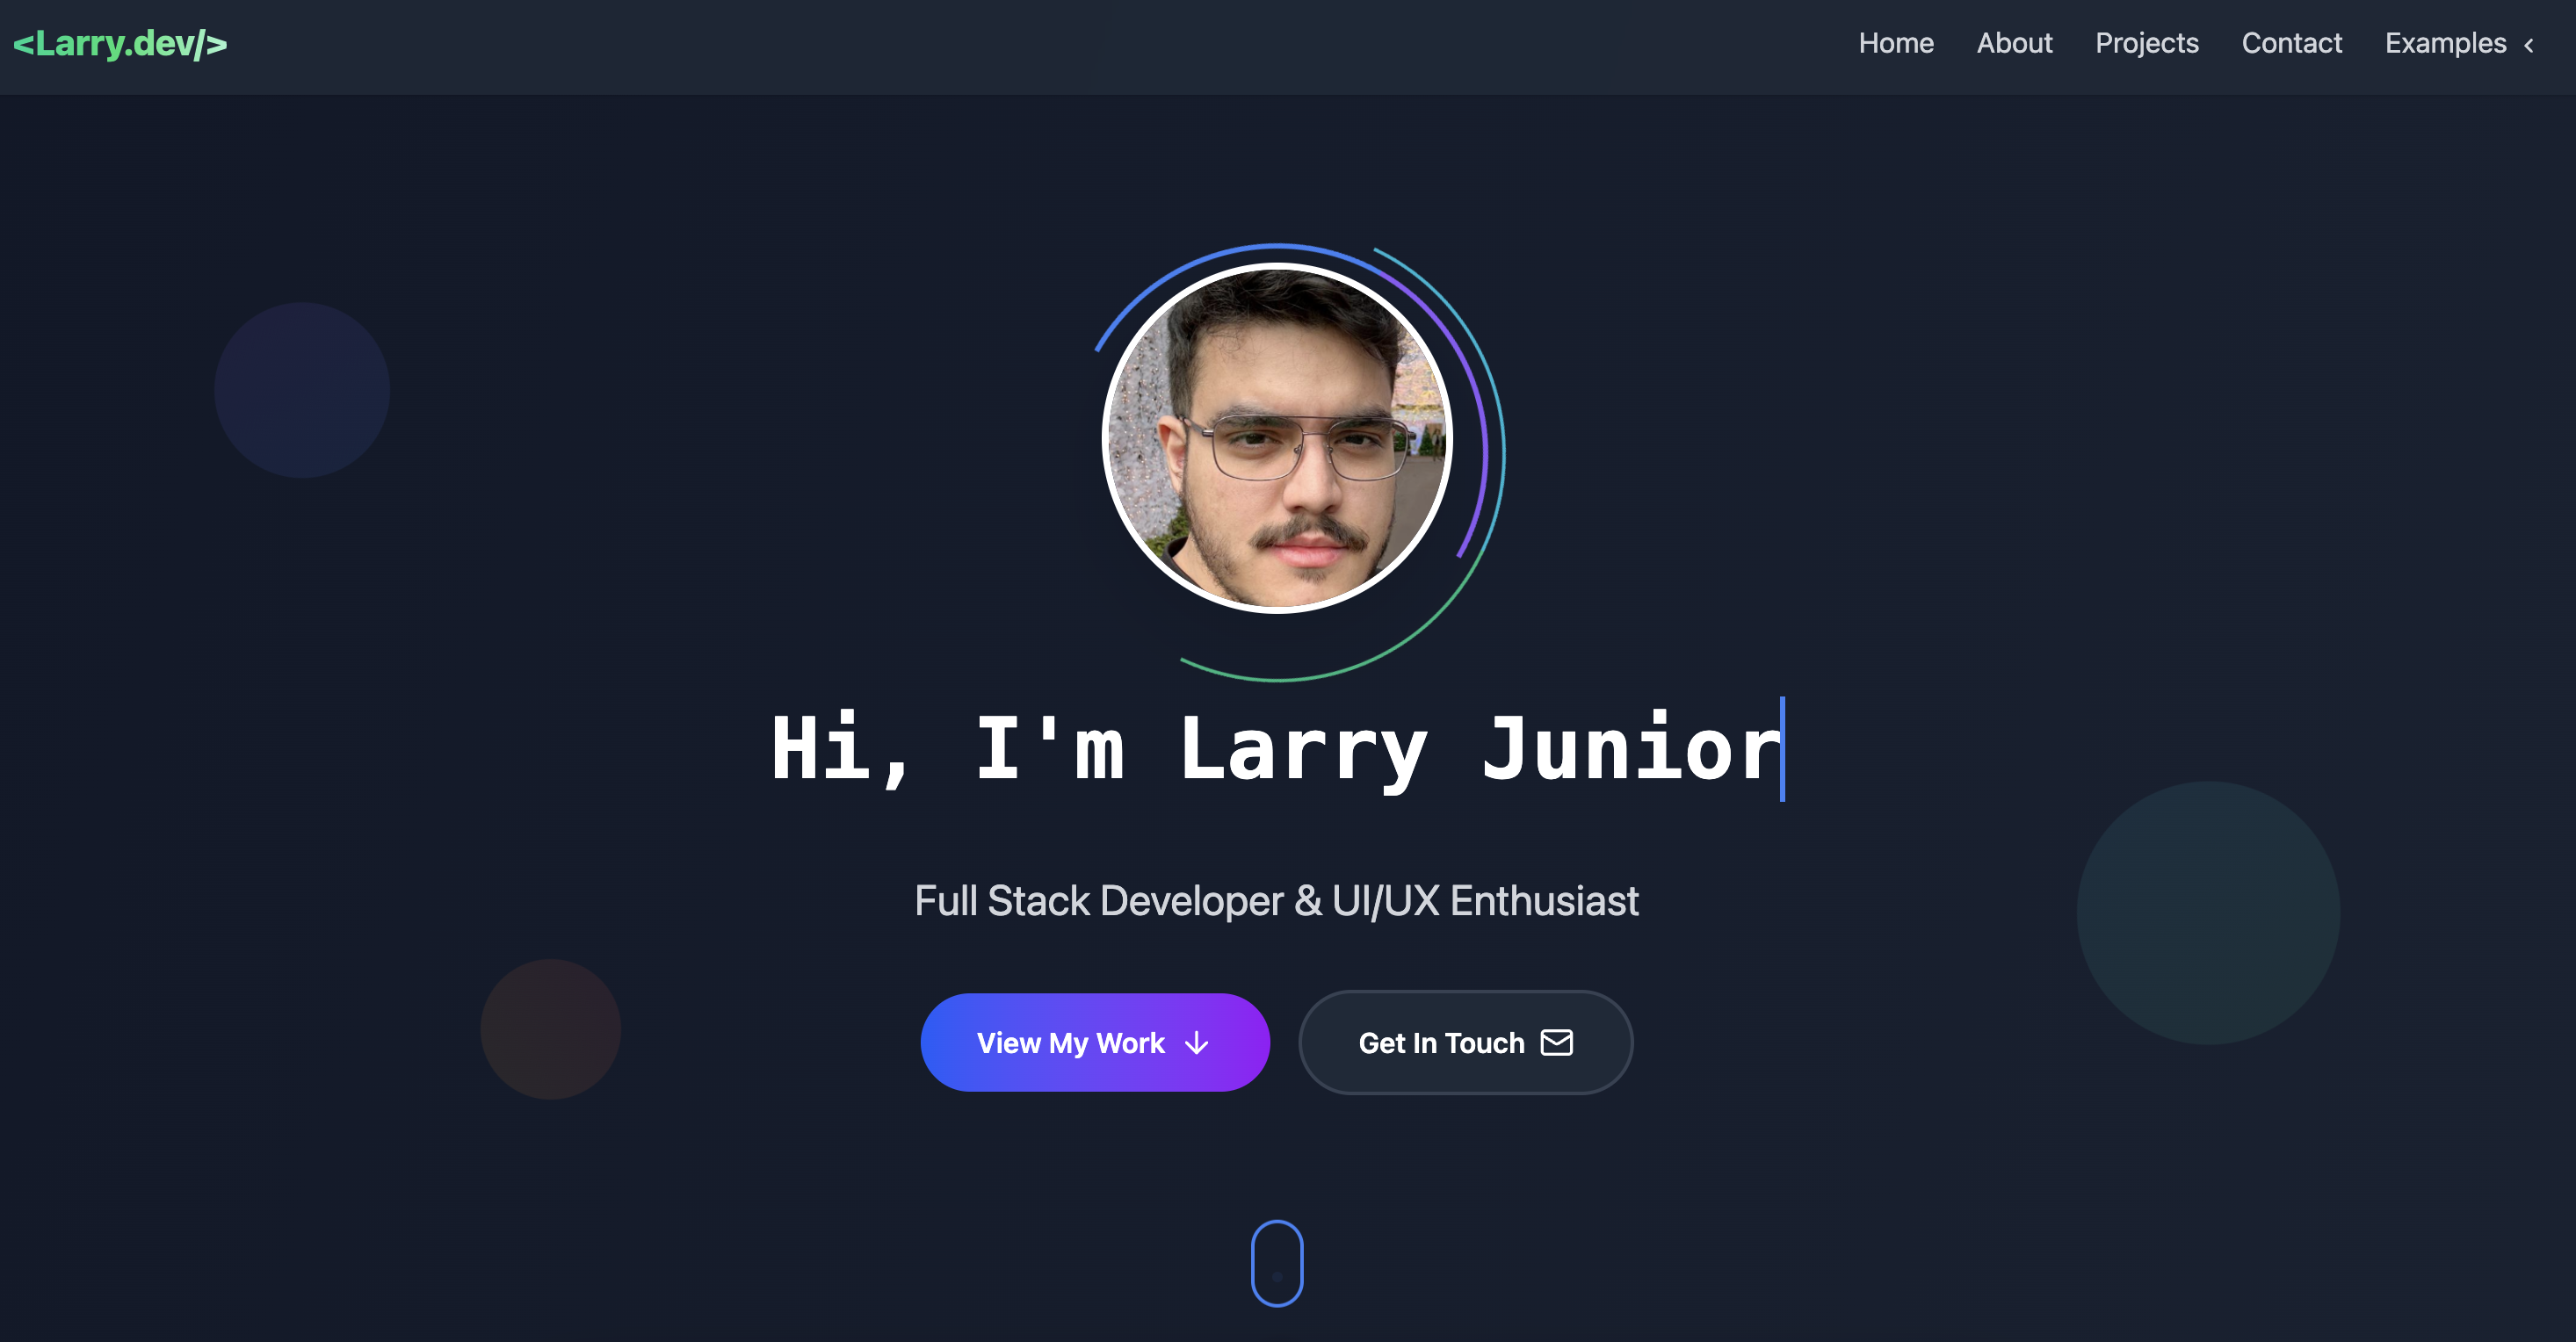 <Larry.dev/>
Home About Projects Contact Examples
Hi, I'm Larry Junior
Full Stack Developer & UI/UX Enthusiast
View My Work
Get In Touch